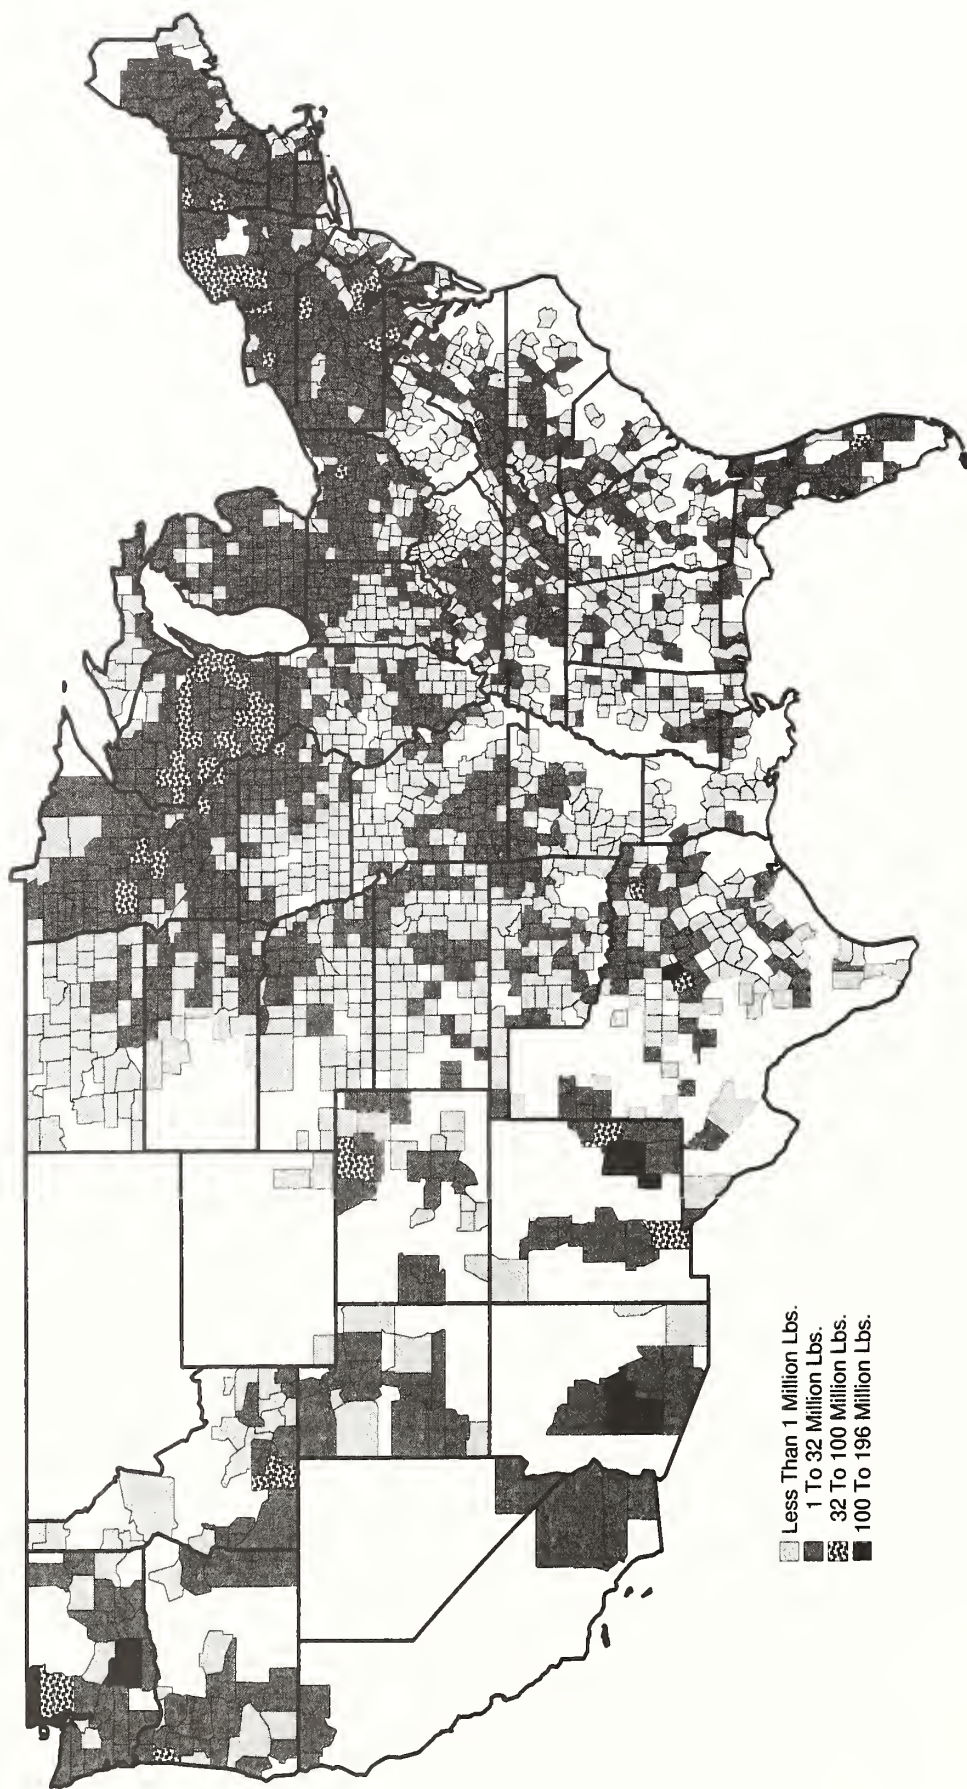 Less Than 1 Million Lbs.
1 To 32 Million Lbs.
32 To 100 Million Lbs.
100 To 196 Million Lbs.